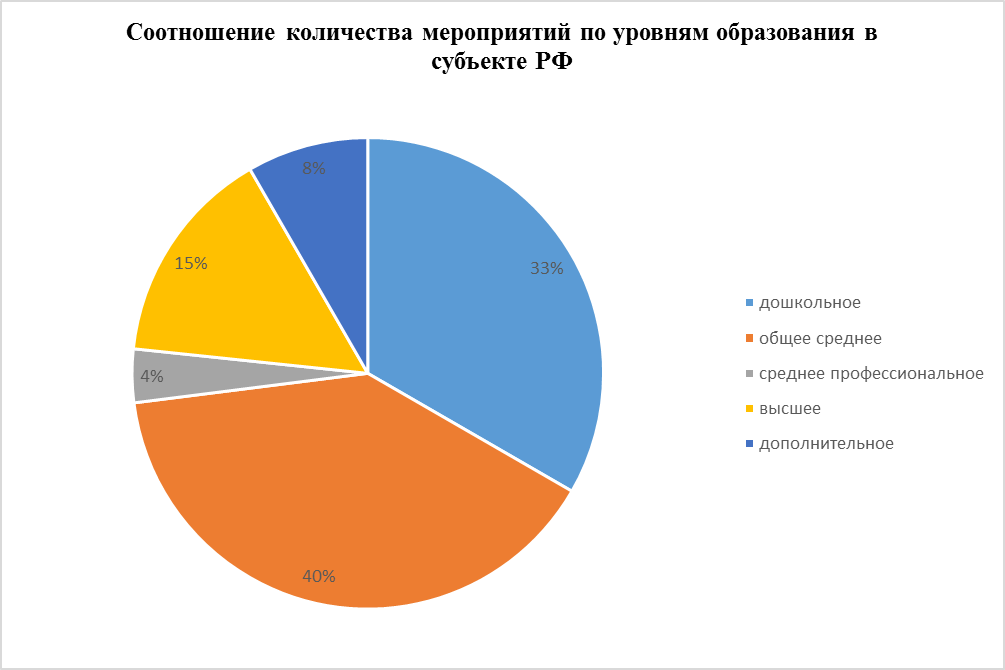 Соотношение количества мероприятий по уровням образования в
субъекте РФ
8%
33%
15%
4%
40%
дошкольное
общее среднее
среднее профессиональное
высшее
дополнительное